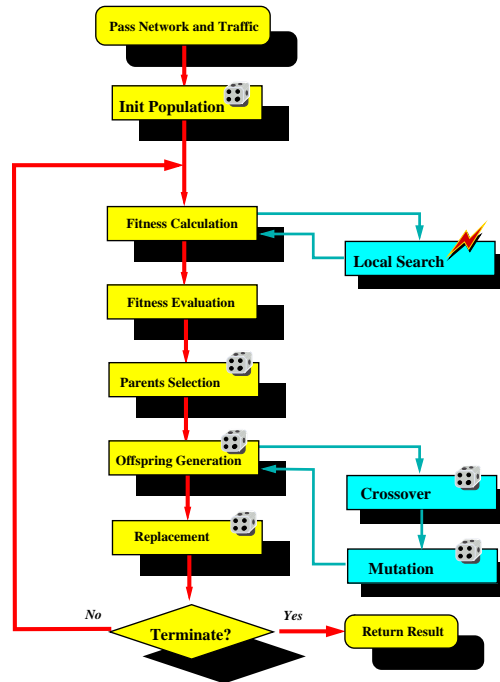 Pass Network and Traffic
Init Population
Fitness Calculation
Local Search
Fitness Evaluation
Parents Selection
Offspring Generation
Crossover
Replacement
Mutation
No
Yes
Terminate?
Return Result